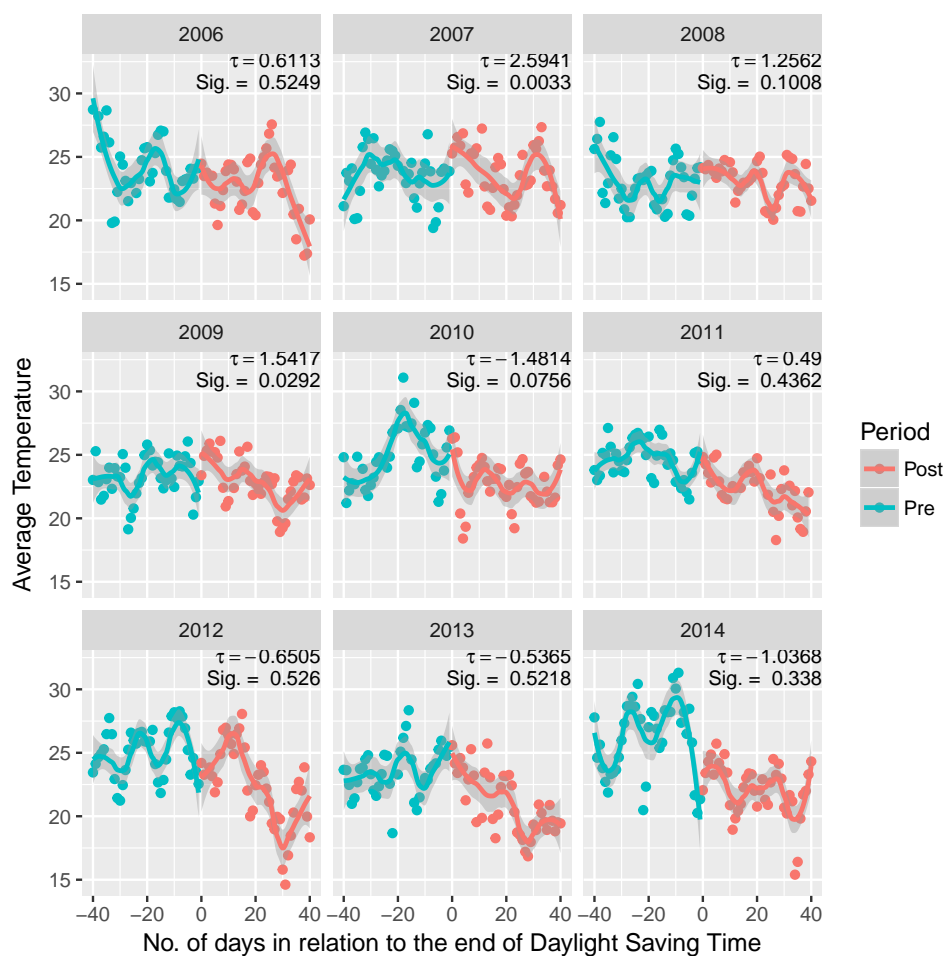 2006
2007
2008
τ = 0.6113
Sig. = 0.5249
τ = 2.5941
Sig. = 0.0033
τ = 1.2562
Sig. = 0.1008
30
25
20
15
2009
2010
2011
τ = 1.5417
Sig. = 0.0292
τ = −1.4814
Sig. = 0.0756
τ = 0.49
Sig. = 0.4362
30
25
20
15
Average Temperature
Period
Post
Pre
2012
2013
2014
τ = −0.6505
Sig. = 0.526
τ = −0.5365
Sig. = 0.5218
τ = −1.0368
Sig. = 0.338
30
25
20
15
−40 −20 0 20 40 −40 −20 0 20 40 −40 −20 0 20 40
No. of days in relation to the end of Daylight Saving Time